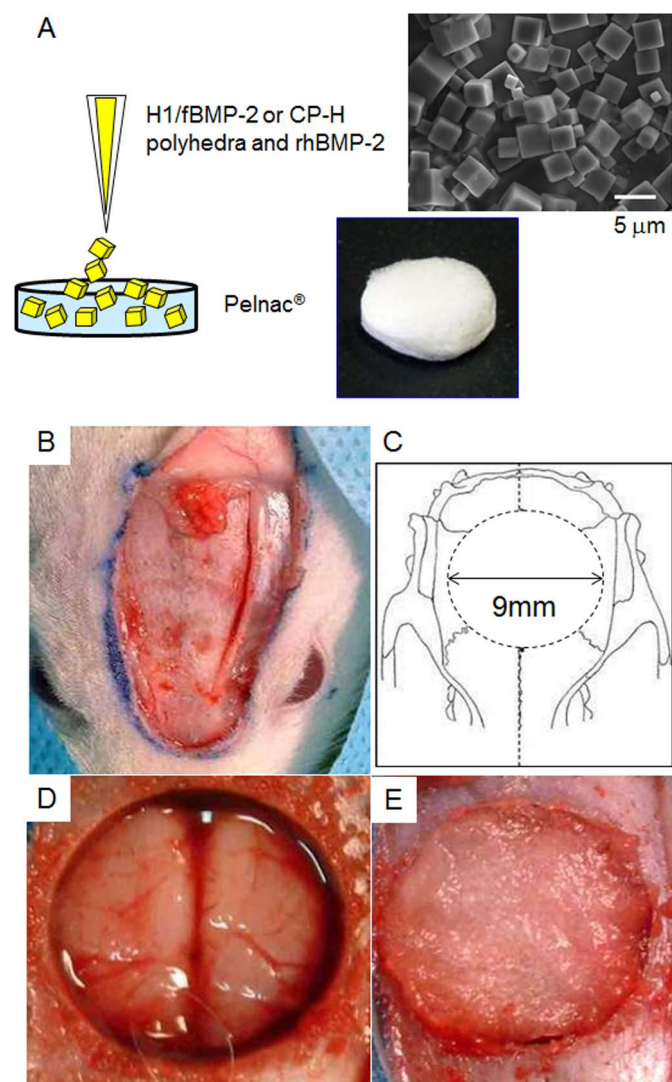 A
H1/fBMP-2 or CP-H
polyhedra and rhBMP-2
5 μm
Pelnac®
B
C
9mm
D
E